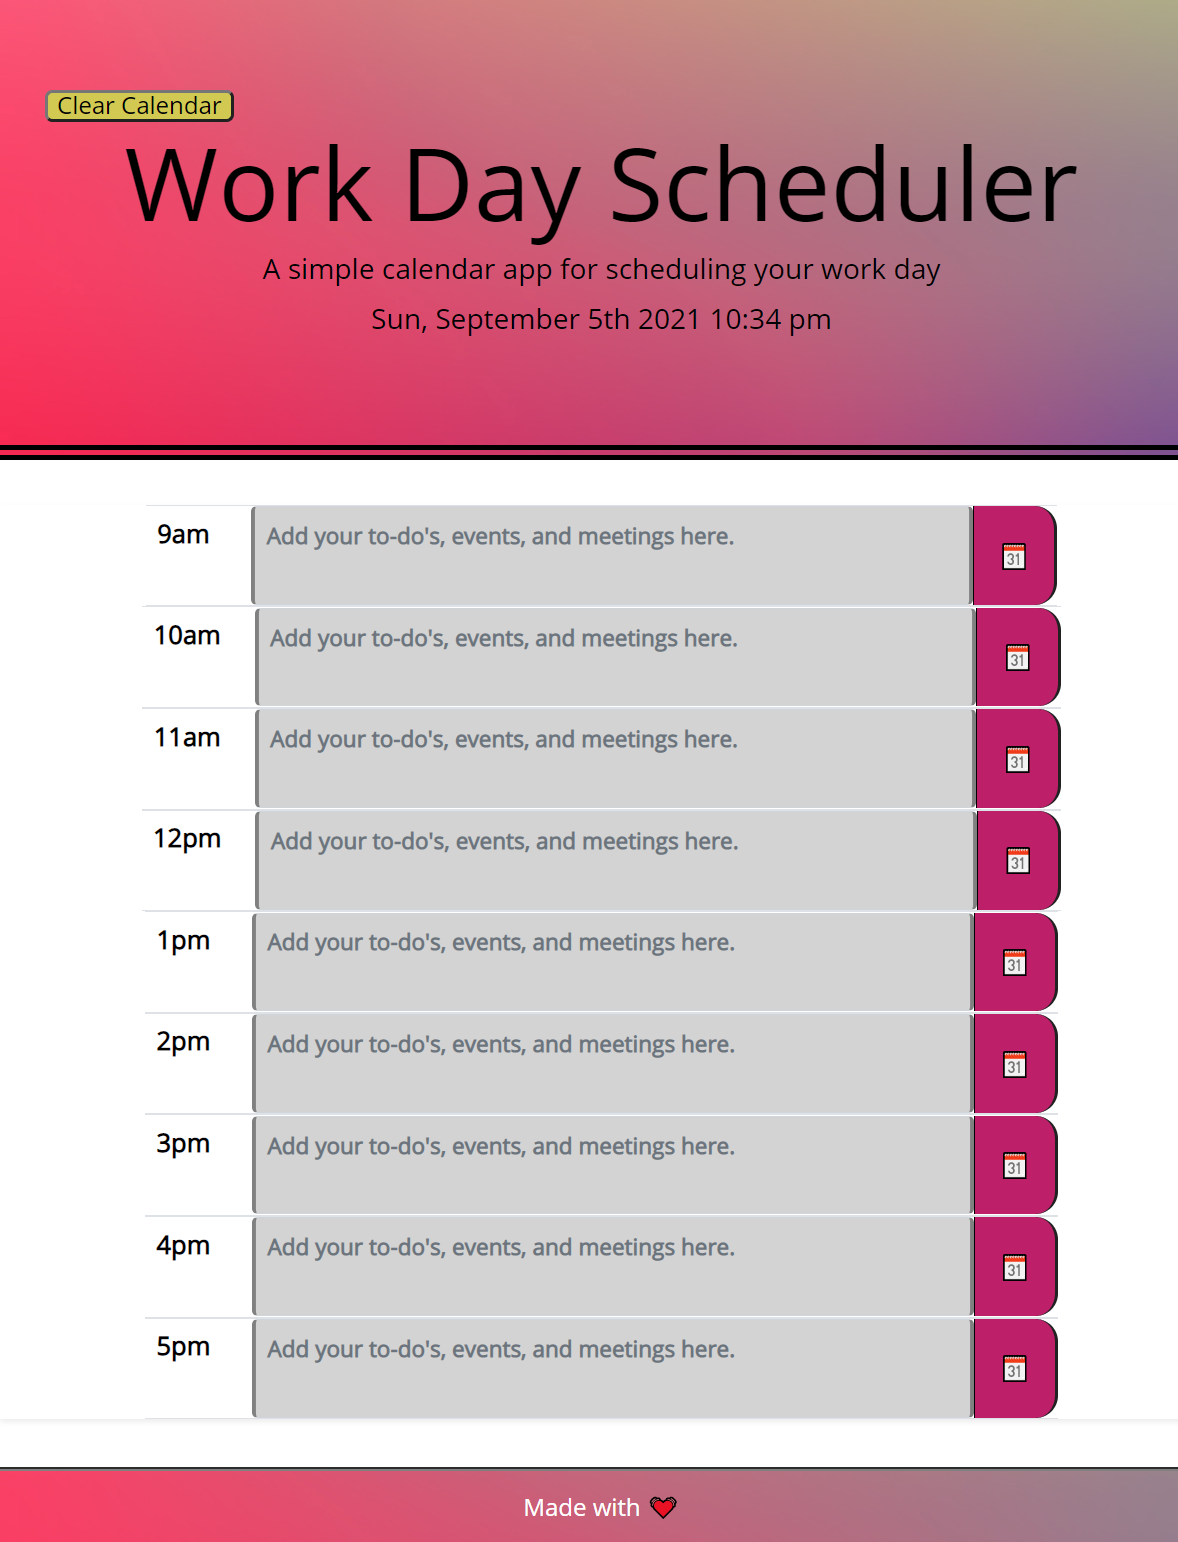 Clear Calendar
Work Day Scheduler
A simple calendar app for scheduling your work day
Sun, September 5th 2021 10:34 pm
9am Add your to-do's, events, and meetings here. 31
10am Add your to-do's, events, and meetings here. 31
11am Add your to-do's, events, and meetings here. 31
12pm Add your to-do's, events, and meetings here. 31
1pm Add your to-do's, events, and meetings here. 31
2pm Add your to-do's, events, and meetings here. 31
3pm Add your to-do's, events, and meetings here. 31
4pm Add your to-do's, events, and meetings here. 31
5pm Add your to-do's, events, and meetings here. 31
Made with